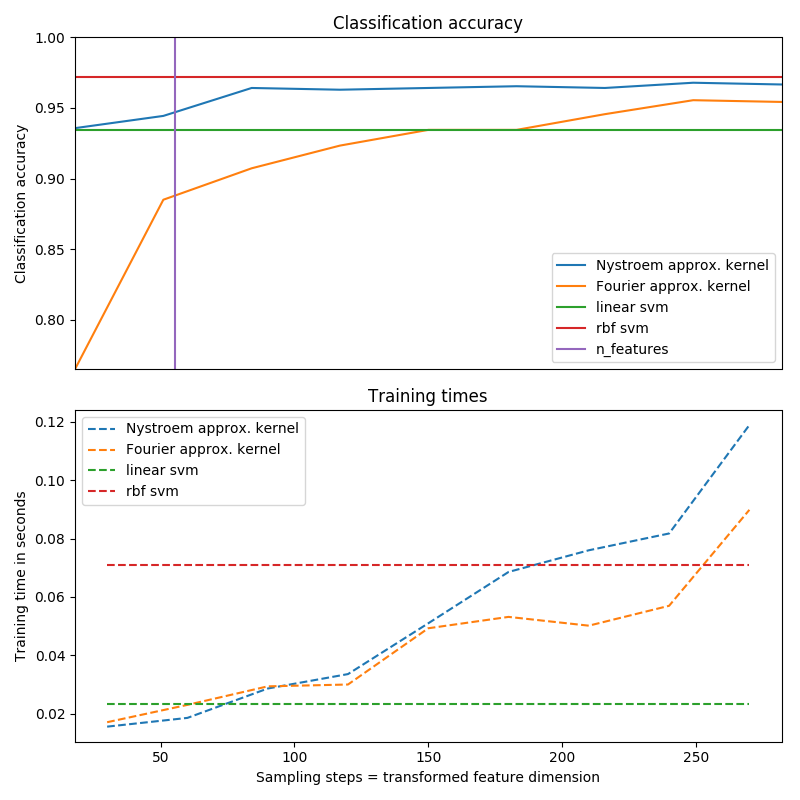 Classification accuracy
1.00
0.95
0.90
0.85
0.80
Classification accuracy
Nystroem approx. kernel
Fourier approx. kernel
linear svm
rbf svm
n_features
Training times
0.12
0.10
0.08
0.06
0.04
0.02
Training time in seconds
Nystroem approx. kernel
Fourier approx. kernel
linear svm
rbf svm
50
100
150
200
250
Sampling steps = transformed feature dimension